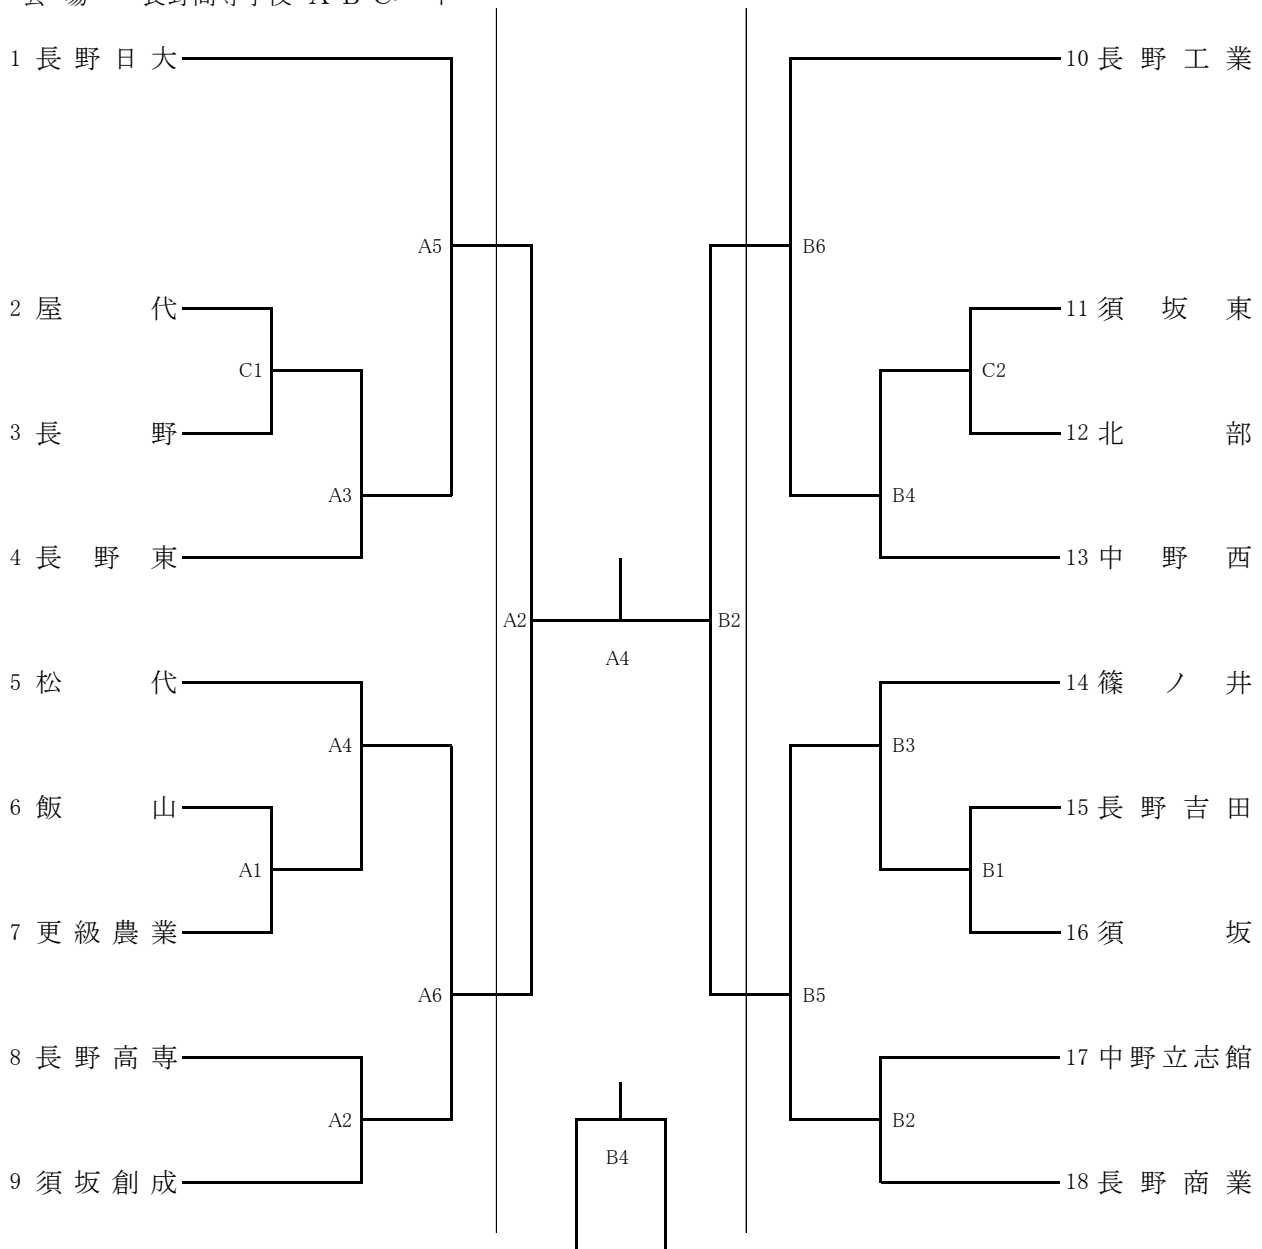 1 長野日大
10 長野工業
A5
B6
2 屋代
11 須坂東
C1
C2
3 長野
12 北部
A3
B4
4 長野東
13 中野西
A2
B2
A4
5 松代
14 篠ノ井
A4
B3
6 飯山
15 長野吉田
A1
B1
7 更級農業
16 須坂
A6
B5
8 長野高専
17 中野立志館
A2
B2
B4
9 須坂創成
18 長野商業